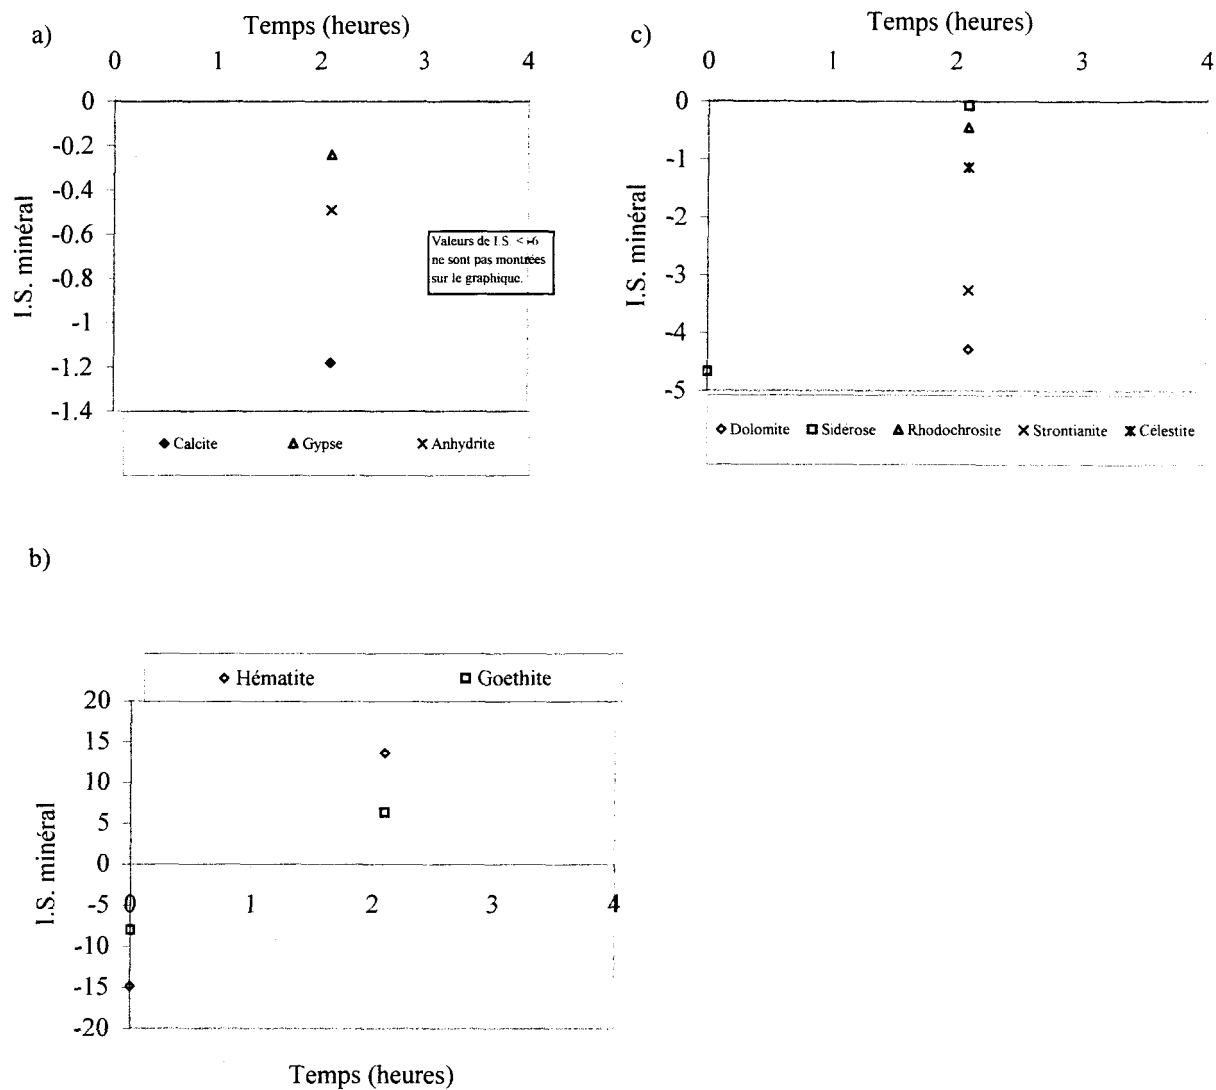 a)
Temps (heures)
0 1 2 3 4
0
-0.2
-0.4
-0.6
-0.8
-1
-1.2
-1.4
I.S. minéral
Valeurs de I.S. < -6
ne sont pas montrées
sur le graphique.
Calcite Gypse Anhydrite
c)
Temps (heures)
0 1 2 3 4
0
-1
-2
-3
-4
-5
I.S. minéral
Dolomite Sidérose Rhodochrosite Strontianite Célestite
b)
Hématite Goethite
20
15
10
5
0
-5
-10
-15
-20
I.S. minéral
0 1 2 3 4
Temps (heures)